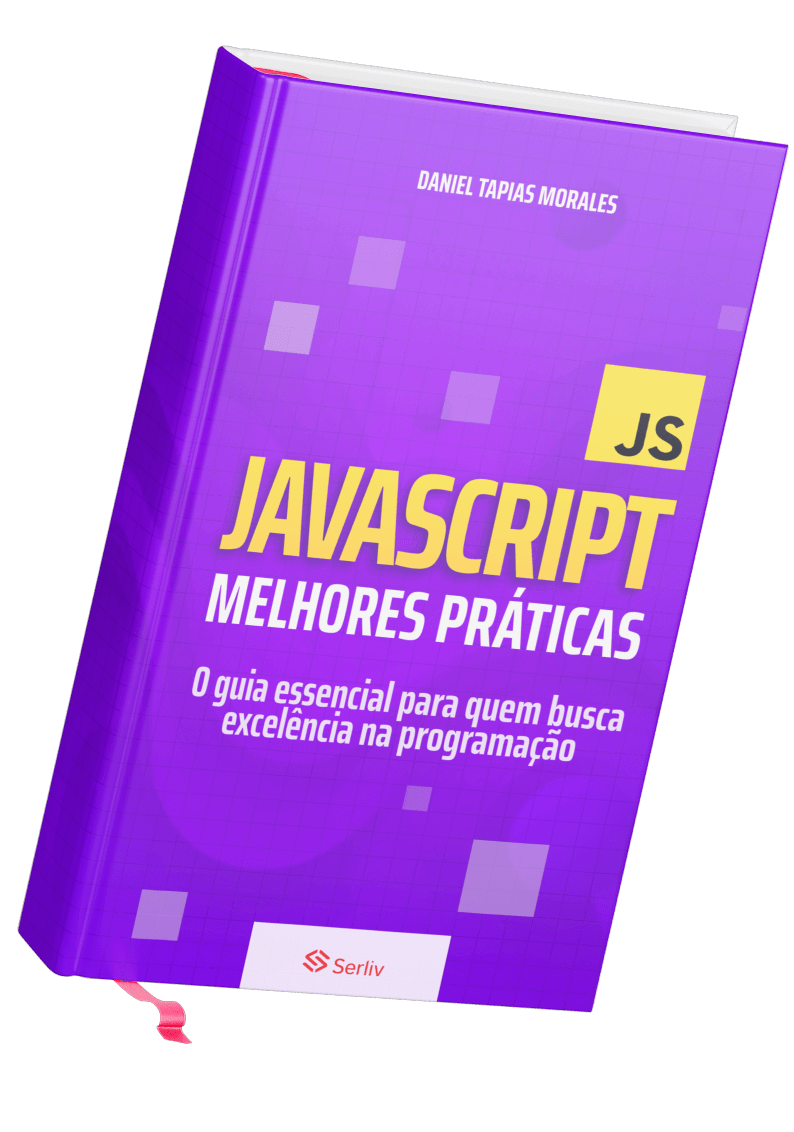 DANIEL TAPIAS MORALES
JS
JAVASCRIPT
MELHORES PRÁTICAS
O guia essencial para quem busca
excelência na programação
Serliv